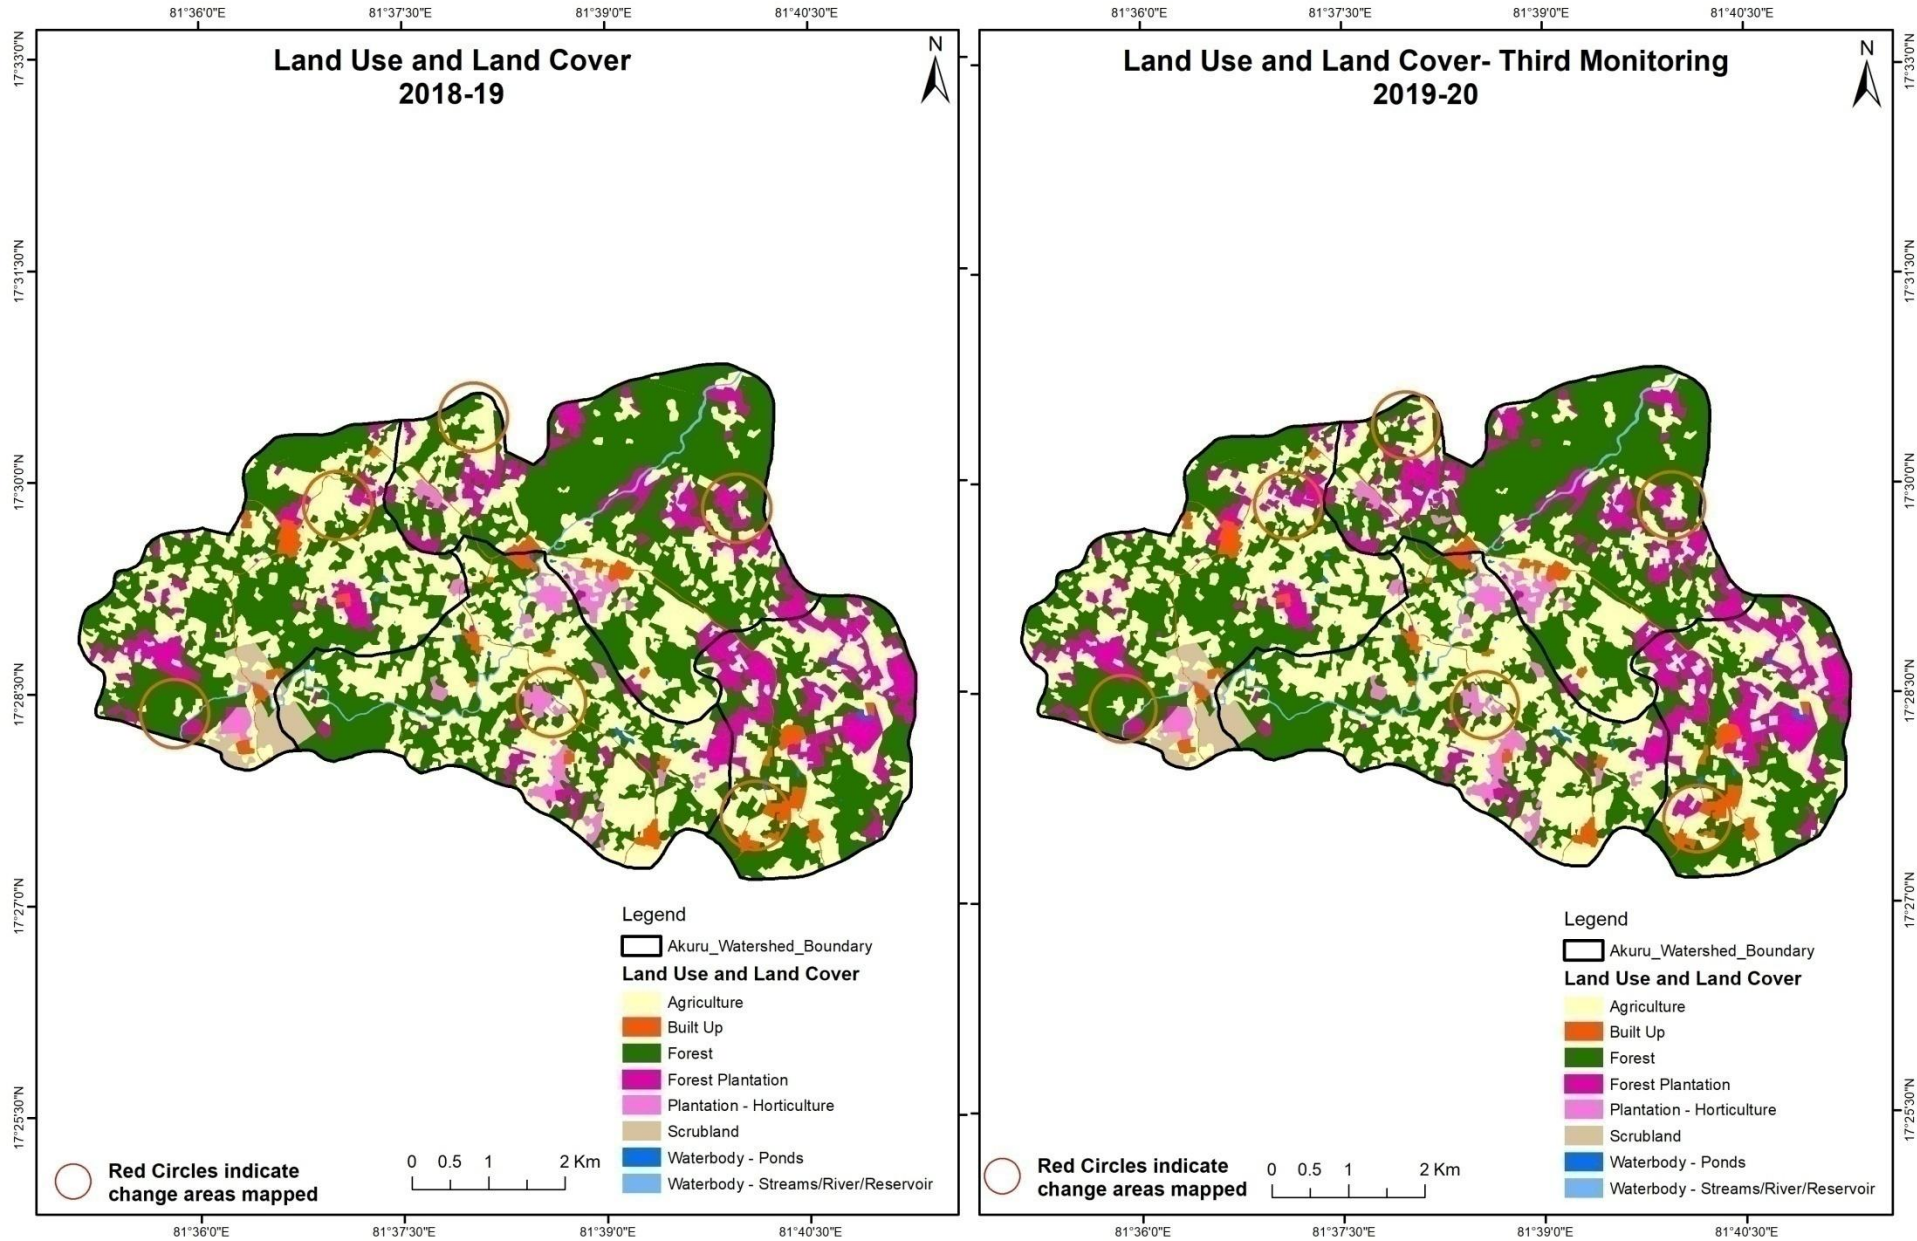 81°36'0"E 81°37'30"E 81°39'0"E 81°40'30"E
Land Use and Land Cover
2018-19
N
17°33'0"N
17°31'30"N
17°30'0"N
17°28'30"N
17°27'0"N
17°25'30"N
Legend
Akuru_Watershed_Boundary
Land Use and Land Cover
Agriculture
Built Up
Forest
Forest Plantation
Plantation - Horticulture
Scrubland
Waterbody - Ponds
Waterbody - Streams/River/Reservoir
Red Circles indicate
change areas mapped
0 0.5 1 2 Km
81°36'0"E 81°37'30"E 81°39'0"E 81°40'30"E
81°36'0"E 81°37'30"E 81°39'0"E 81°40'30"E
Land Use and Land Cover- Third Monitoring
2019-20
N
17°33'0"N
17°31'30"N
17°30'0"N
17°28'30"N
17°27'0"N
17°25'30"N
Legend
Akuru_Watershed_Boundary
Land Use and Land Cover
Agriculture
Built Up
Forest
Forest Plantation
Plantation - Horticulture
Scrubland
Waterbody - Ponds
Waterbody - Streams/River/Reservoir
Red Circles indicate
change areas mapped
0 0.5 1 2 Km
81°36'0"E 81°37'30"E 81°39'0"E 81°40'30"E